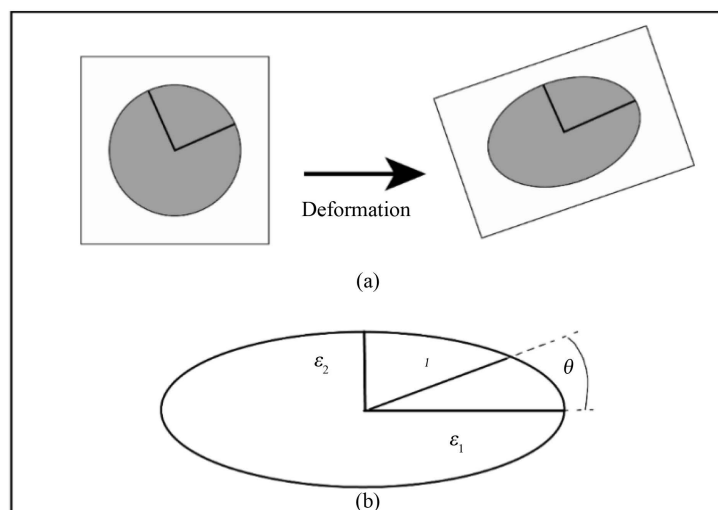 Deformation
(a)
ε2
l
θ
ε1
(b)